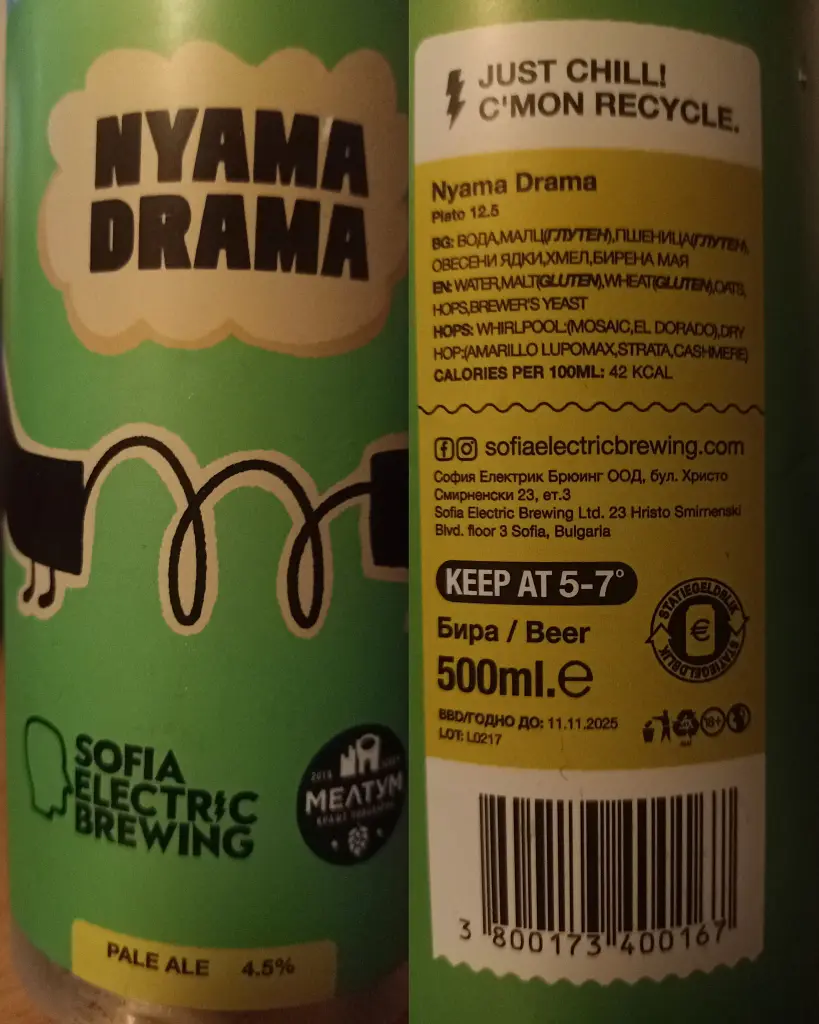 NYAMA
DRAMA
SOFIA
ELECTRIC
BREWING
2016
МЕЛТУМ
PALE ALE 4.5%
JUST CHILL!
C'MON RECYCLE.
Nyama Drama
Plato 12.5
BG: ВОДА,МАЛЦ(ГЛУТЕН),ПШЕНИЦА(ГЛУТЕН),
ОВЕСЕНИ ЯДКИ,ХМЕЛ,БИРЕНА МАЯ
EN: WATER,MALT(GLUTEN),WHEAT(GLUTEN),OATS,
HOPS,BREWER'S YEAST
HOPS: WHIRLPOOL:(MOSAIC,EL DORADO),DRY
HOP:(AMARILLO LUPOMAX,STRATA,CASHMERE)
CALORIES PER 100ML: 42 KCAL
sofiaelectricbrewing.com
София Електрик Брюинг ООД, бул. Христо
Смирненски 23, ет.3
Sofia Electric Brewing Ltd. 23 Hristo Smirnenski
Blvd. floor 3 Sofia, Bulgaria
KEEP AT 5-7°
STATIEGELDBLIK
€
STATIEGELDBLIK
Бира / Beer
500ml.e
BBD/ГОДНО ДО: 11.11.2025
LOT: L0217
18+
3 800173 400167